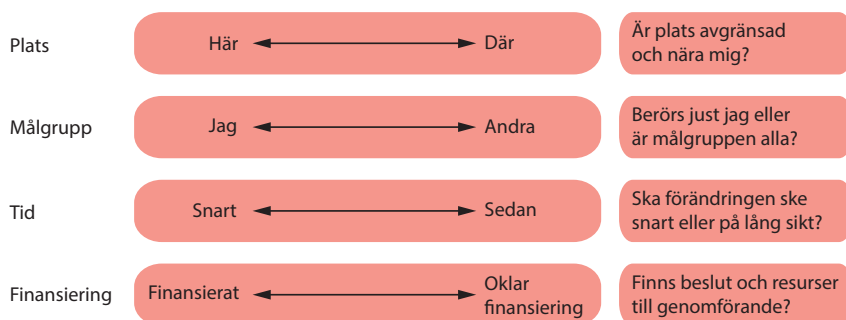 Plats
Här
Där
Är plats avgränsad
och nära mig?
Målgrupp
Jag
Andra
Berörs just jag eller
är målgruppen alla?
Tid
Snart
Sedan
Ska förändringen ske
snart eller på lång sikt?
Finansiering
Finansierat
Oklar
finansiering
Finns beslut och resurser
till genomförande?